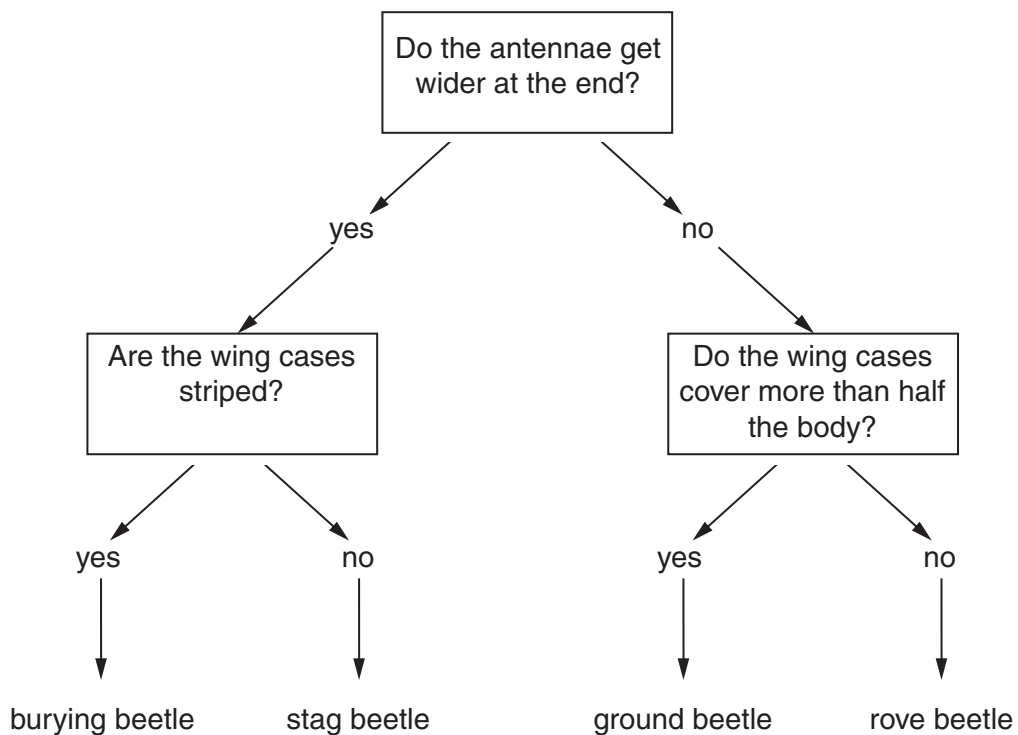 Do the antennae get
wider at the end?
yes
no
Are the wing cases
striped?
Do the wing cases
cover more than half
the body?
yes
no
yes
no
burying beetle
stag beetle
ground beetle
rove beetle